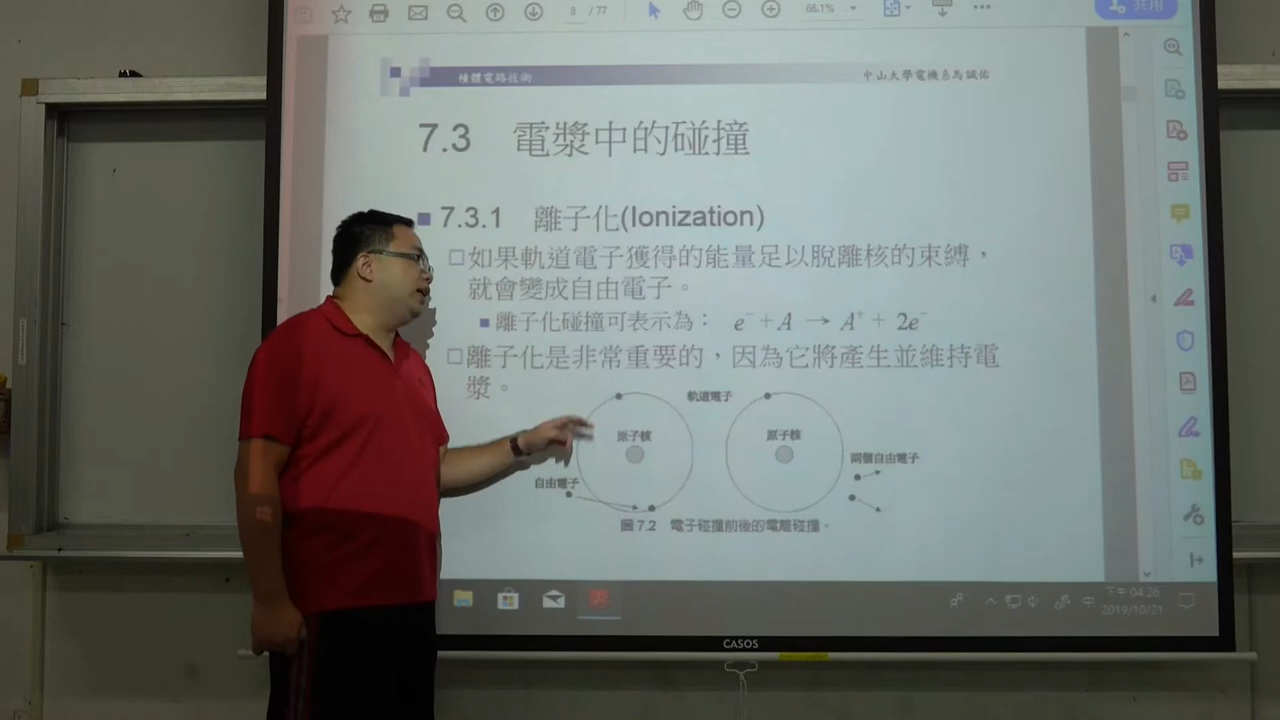 8 / 77
66.1%
共用
積體電路技術
中山大學電機系馬誠佑
7.3 電漿中的碰撞
7.3.1 離子化(Ionization)
如果軌道電子獲得的能量足以脫離核的束縛，
就會變成自由電子。
離子化碰撞可表示為： e⁻ + A → A⁺ + 2e⁻
離子化是非常重要的，因為它將產生並維持電
漿。
軌道電子
原子核
原子核
兩個自由電子
自由電子
圖 7.2 電子碰撞前後的電離碰撞。
中
下午 04:26
2019/10/21
CASOS